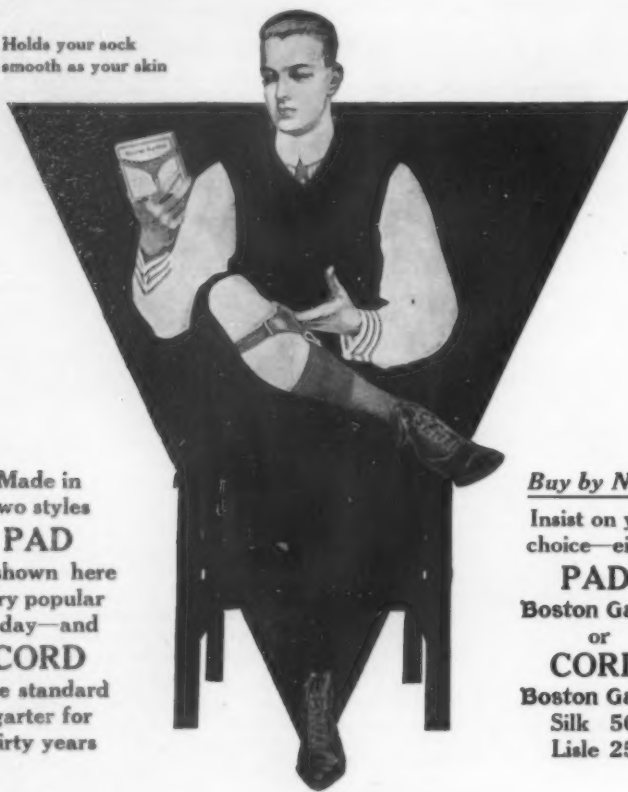 Holds your sock
smooth as your skin
Made in
wo styles
PAD
shown here
ry popular
day—and
CORD
e standard
garter for
irty years
Buy by N
Insist on y
choice—ei
PAD
Boston Ga
or
CORD
Boston Ga
Silk 50
Lisle 25